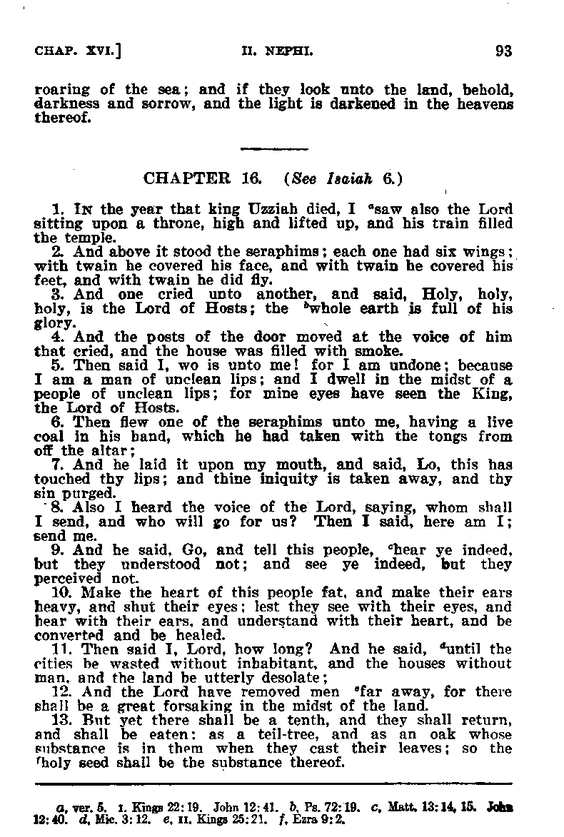 CHAP. XVI.] II. NEPHI. 93
roaring of the sea; and if they look unto the land, behold,
darkness and sorrow, and the light is darkened in the heavens
thereof.
CHAPTER 16. (See Isaiah 6.)
1. IN the year that king Uzziah died, I ᵃsaw also the Lord
sitting upon a throne, high and lifted up, and his train filled
the temple.
2. And above it stood the seraphims; each one had six wings;
with twain he covered his face, and with twain he covered his
feet, and with twain he did fly.
3. And one cried unto another, and said, Holy, holy,
holy, is the Lord of Hosts; the ᵇwhole earth is full of his
glory.
4. And the posts of the door moved at the voice of him
that cried, and the house was filled with smoke.
5. Then said I, wo is unto me! for I am undone; because
I am a man of unclean lips; and I dwell in the midst of a
people of unclean lips; for mine eyes have seen the King,
the Lord of Hosts.
6. Then flew one of the seraphims unto me, having a live
coal in his hand, which he had taken with the tongs from
off the altar;
7. And he laid it upon my mouth, and said, Lo, this has
touched thy lips; and thine iniquity is taken away, and thy
sin purged.
8. Also I heard the voice of the Lord, saying, whom shall
I send, and who will go for us? Then I said, here am I;
send me.
9. And he said, Go, and tell this people, ᶜhear ye indeed,
but they understood not; and see ye indeed, but they
perceived not.
10. Make the heart of this people fat, and make their ears
heavy, and shut their eyes; lest they see with their eyes, and
hear with their ears, and understand with their heart, and be
converted and be healed.
11. Then said I, Lord, how long? And he said, ᵈuntil the
cities be wasted without inhabitant, and the houses without
man, and the land be utterly desolate;
12. And the Lord have removed men ᵉfar away, for there
shall be a great forsaking in the midst of the land.
13. But yet there shall be a tenth, and they shall return,
and shall be eaten: as a teil-tree, and as an oak whose
substance is in them when they cast their leaves; so the
ᶠholy seed shall be the substance thereof.
a, ver. 5. I. Kings 22:19. John 12:41. b, Ps. 72:19. c, Matt. 13:14, 15. John
12:40. d, Mic. 3:12. e, II. Kings 25:21. f, Ezra 9:2.